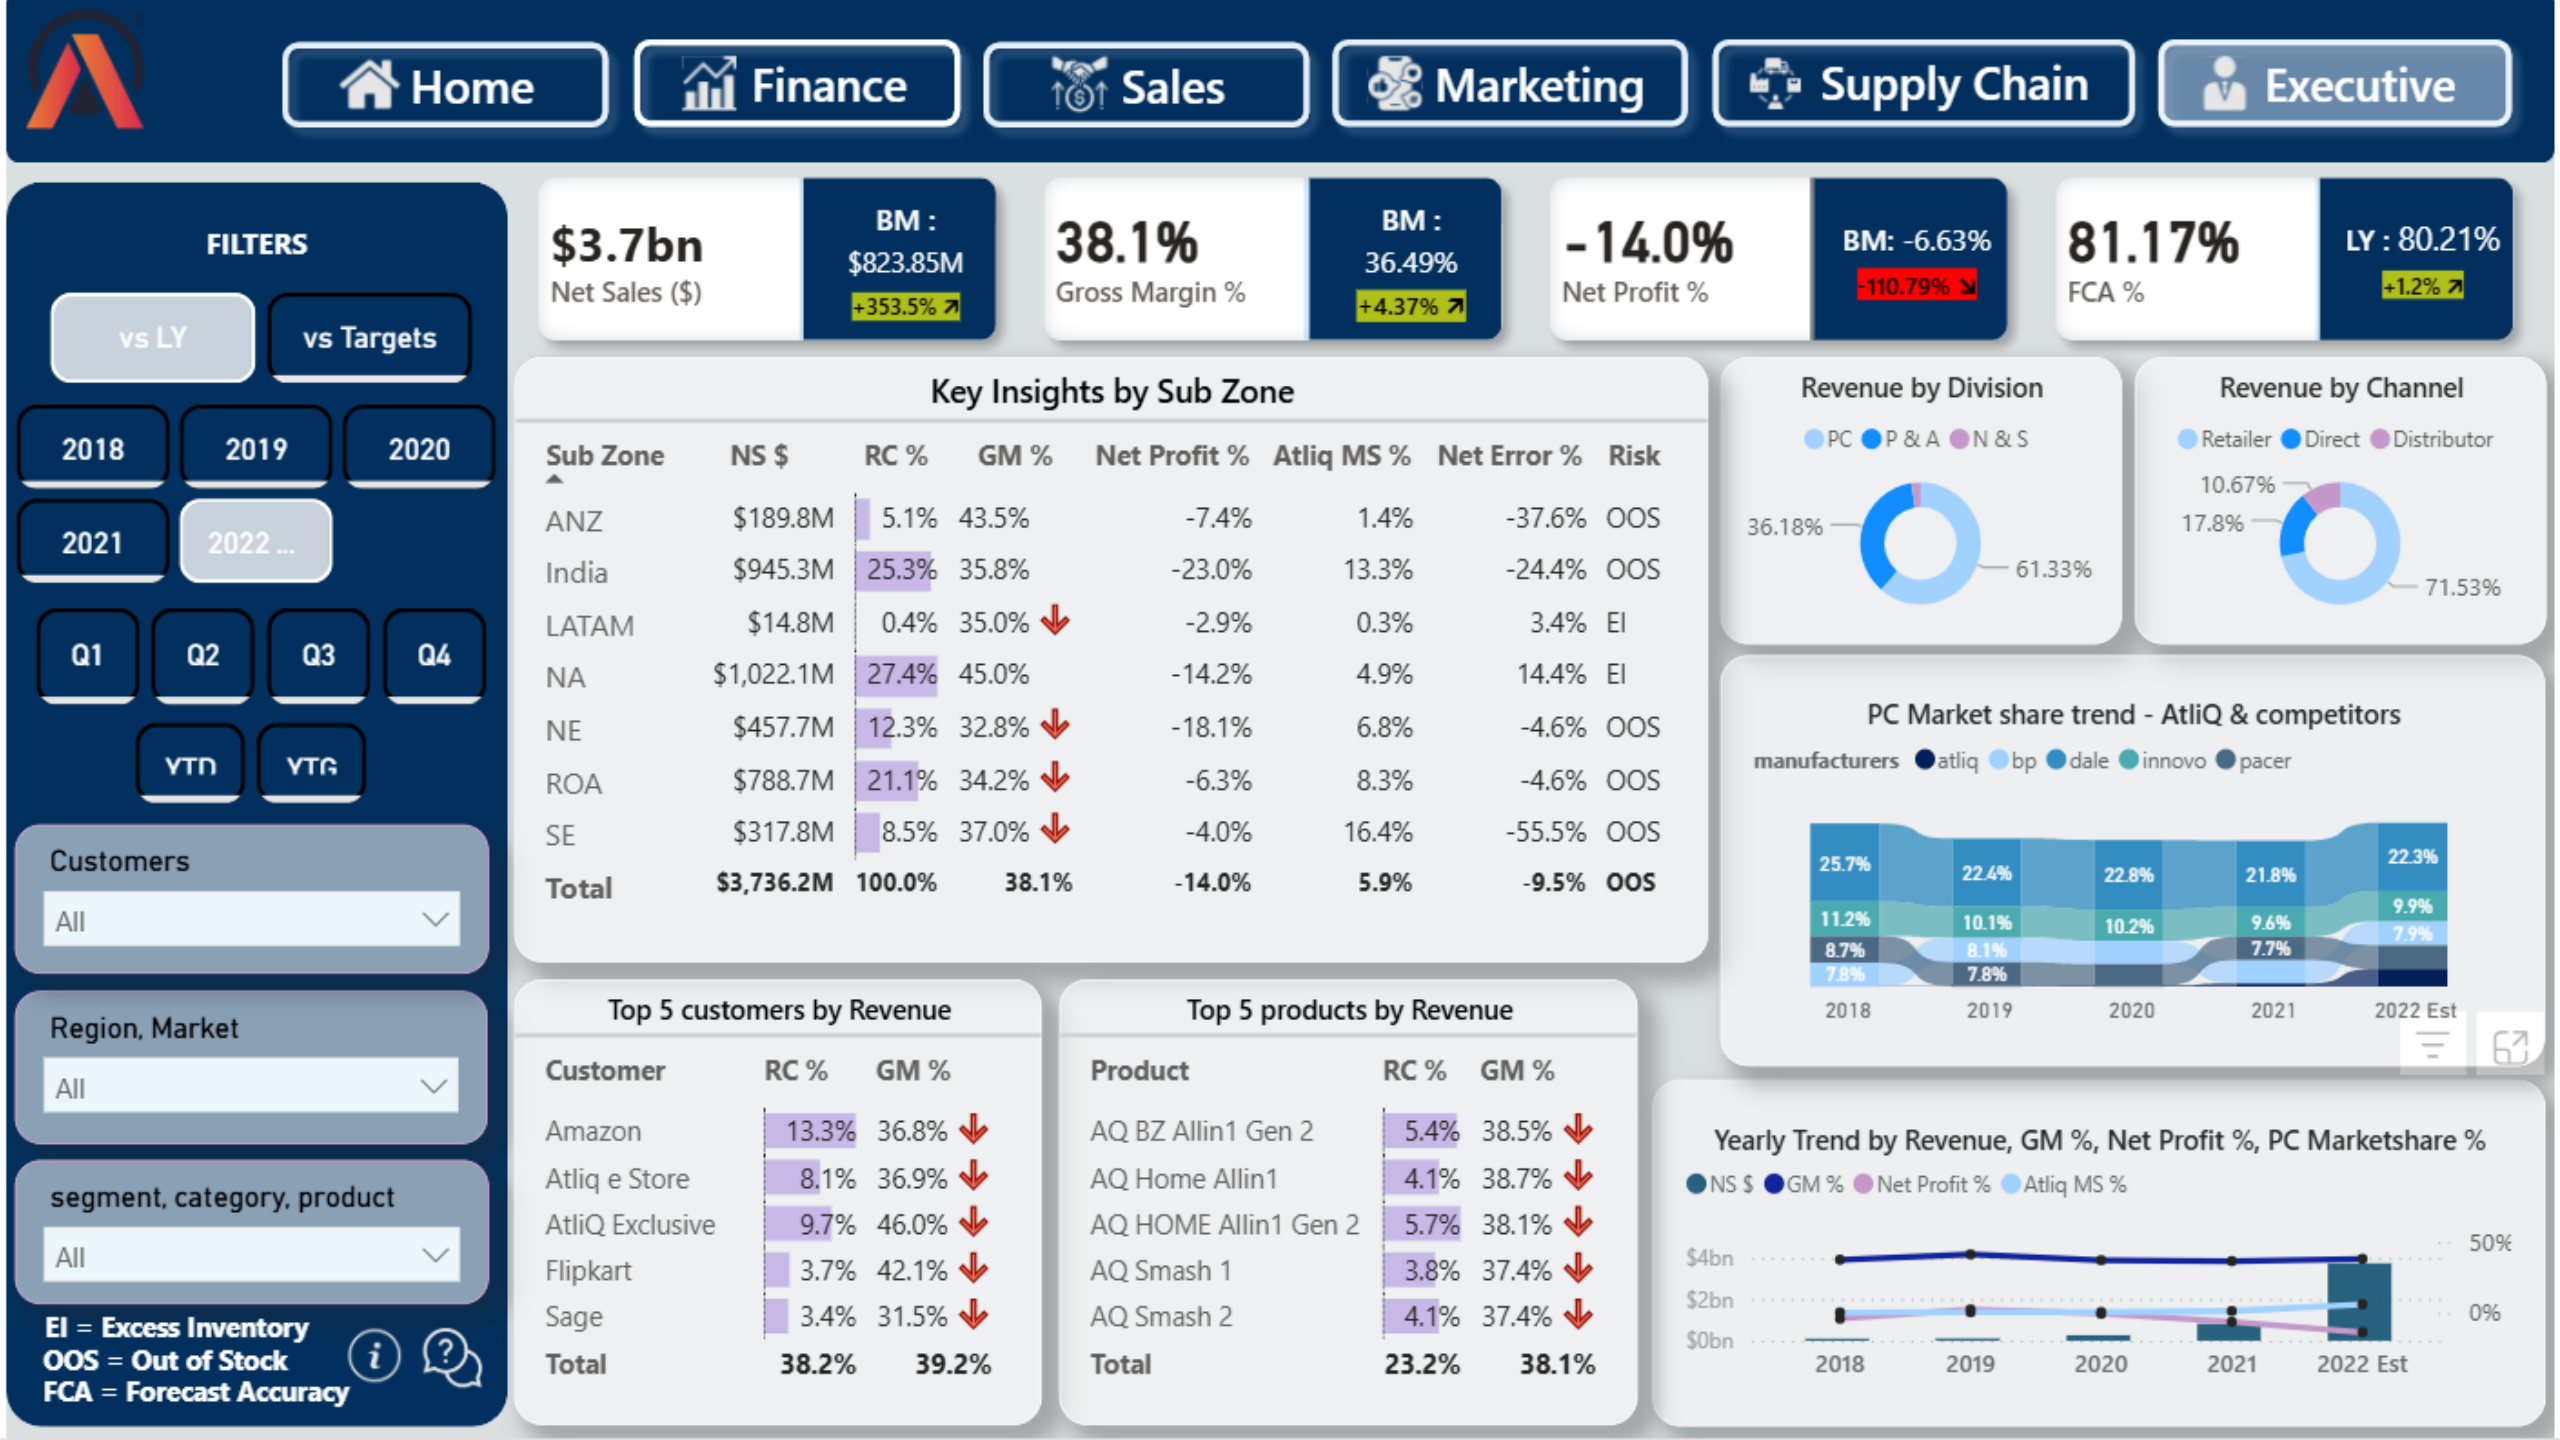 Home
Finance
Sales
Marketing
Supply Chain
Executive
FILTERS
vs LY
vs Targets
2018
2019
2020
2021
2022 ...
Q1
Q2
Q3
Q4
YTD
YTG
Customers
All
Region, Market
All
segment, category, product
All
EI = Excess Inventory
OOS = Out of Stock
FCA = Forecast Accuracy
$3.7bn
Net Sales ($)
BM :
$823.85M
+353.5%
38.1%
Gross Margin %
BM :
36.49%
+4.37%
-14.0%
Net Profit %
BM: -6.63%
-110.79%
81.17%
FCA %
LY : 80.21%
+1.2%
Key Insights by Sub Zone
Sub Zone NS $ RC % GM % Net Profit % Atliq MS % Net Error % Risk
ANZ $189.8M 5.1% 43.5% -7.4% 1.4% -37.6% OOS
India $945.3M 25.3% 35.8% -23.0% 13.3% -24.4% OOS
LATAM $14.8M 0.4% 35.0% -2.9% 0.3% 3.4% EI
NA $1,022.1M 27.4% 45.0% -14.2% 4.9% 14.4% EI
NE $457.7M 12.3% 32.8% -18.1% 6.8% -4.6% OOS
ROA $788.7M 21.1% 34.2% -6.3% 8.3% -4.6% OOS
SE $317.8M 8.5% 37.0% -4.0% 16.4% -55.5% OOS
Total $3,736.2M 100.0% 38.1% -14.0% 5.9% -9.5% OOS
Revenue by Division
PC P & A N & S
36.18%
61.33%
Revenue by Channel
Retailer Direct Distributor
10.67%
17.8%
71.53%
PC Market share trend - AtliQ & competitors
manufacturers atliq bp dale innovo pacer
25.7% 22.4% 22.8% 21.8% 22.3%
11.2% 10.1% 10.2% 9.6% 9.9%
8.7% 8.1% 7.7% 7.9%
7.8% 7.8%
2018 2019 2020 2021 2022 Est
Top 5 customers by Revenue
Customer RC % GM %
Amazon 13.3% 36.8%
Atliq e Store 8.1% 36.9%
AtliQ Exclusive 9.7% 46.0%
Flipkart 3.7% 42.1%
Sage 3.4% 31.5%
Total 38.2% 39.2%
Top 5 products by Revenue
Product RC % GM %
AQ BZ Allin1 Gen 2 5.4% 38.5%
AQ Home Allin1 4.1% 38.7%
AQ HOME Allin1 Gen 2 5.7% 38.1%
AQ Smash 1 3.8% 37.4%
AQ Smash 2 4.1% 37.4%
Total 23.2% 38.1%
Yearly Trend by Revenue, GM %, Net Profit %, PC Marketshare %
NS $ GM % Net Profit % Atliq MS %
$4bn
$2bn
$0bn
50%
0%
2018 2019 2020 2021 2022 Est